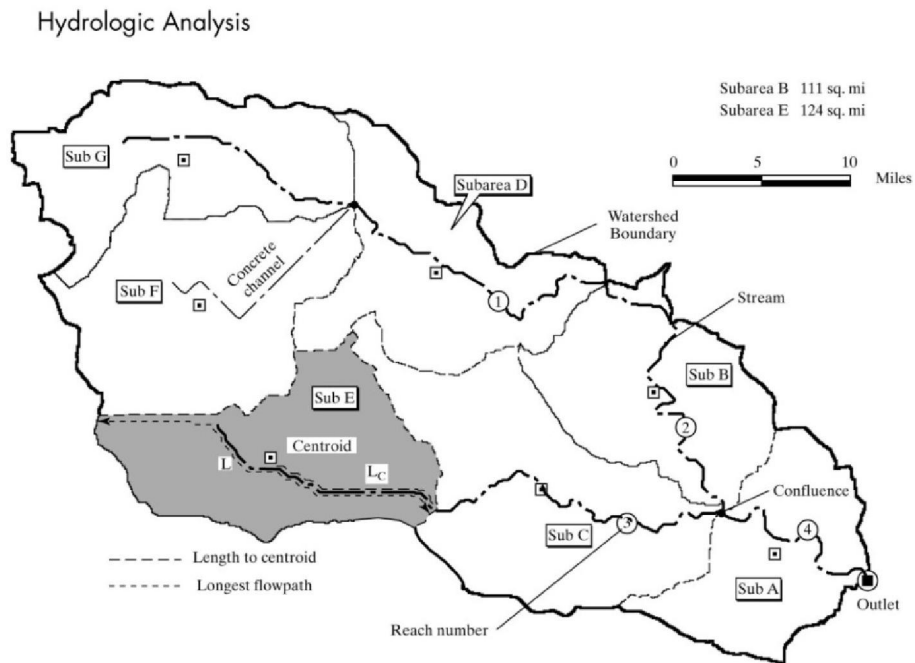 Hydrologic Analysis
Subarea B 111 sq. mi
Subarea E 124 sq. mi
0 5 10
Miles
Sub G
Subarea D
Watershed
Boundary
Concrete
channel
Sub F
1
Stream
Sub B
Sub E
2
Centroid
L
LC
Confluence
Sub C
3
4
Length to centroid
Longest flowpath
Sub A
Outlet
Reach number